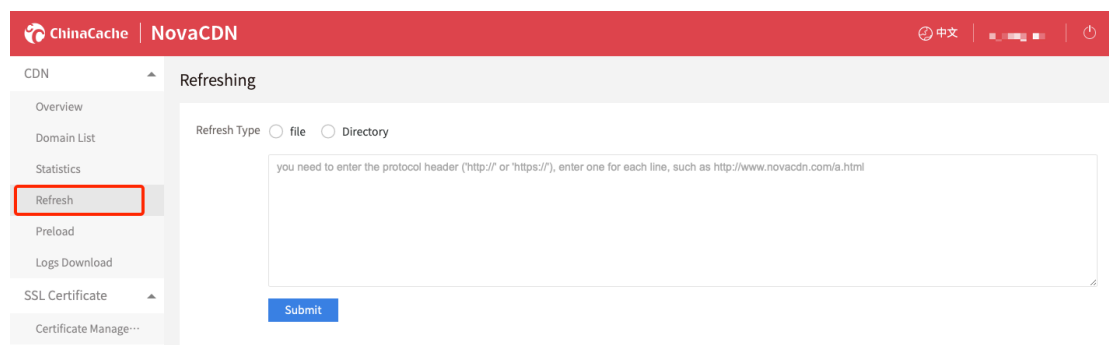 ChinaCache | NovaCDN
中文
CDN
Overview
Domain List
Statistics
Refresh
Preload
Logs Download
SSL Certificate
Certificate Manage···
Refreshing
Refresh Type file Directory
you need to enter the protocol header ('http://' or 'https://'), enter one for each line, such as http://www.novacdn.com/a.html
Submit